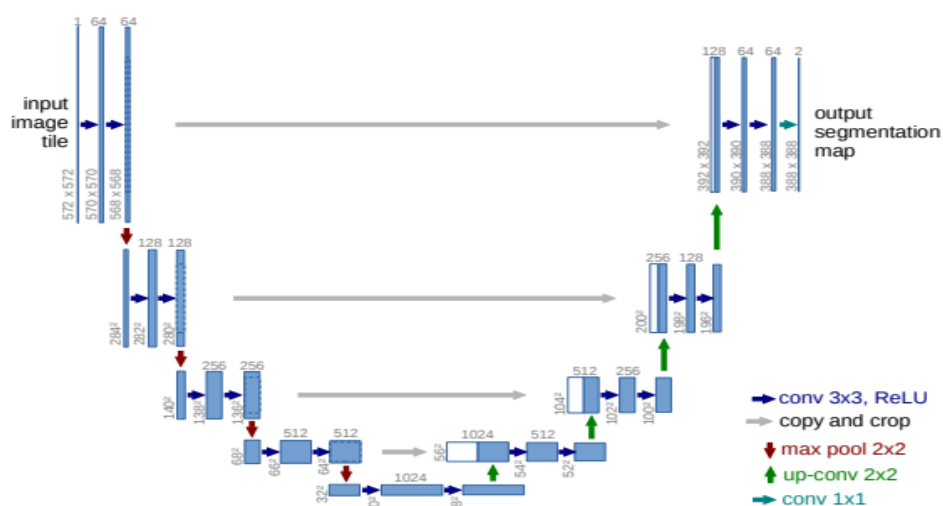 1 64 64
input
image
tile
572 x 572
570 x 570
568 x 568
128 64 64 2
output
segmentation
map
392 x 392
390 x 390
388 x 388
388 x 388
128 128
284²
282²
280²
256 128
200²
198²
196²
256 256
140²
138²
136²
512 256
104²
102²
100²
512 512
68²
66²
64²
1024 512
56²
54²
52²
1024
32²
conv 3x3, ReLU
copy and crop
max pool 2x2
up-conv 2x2
conv 1x1